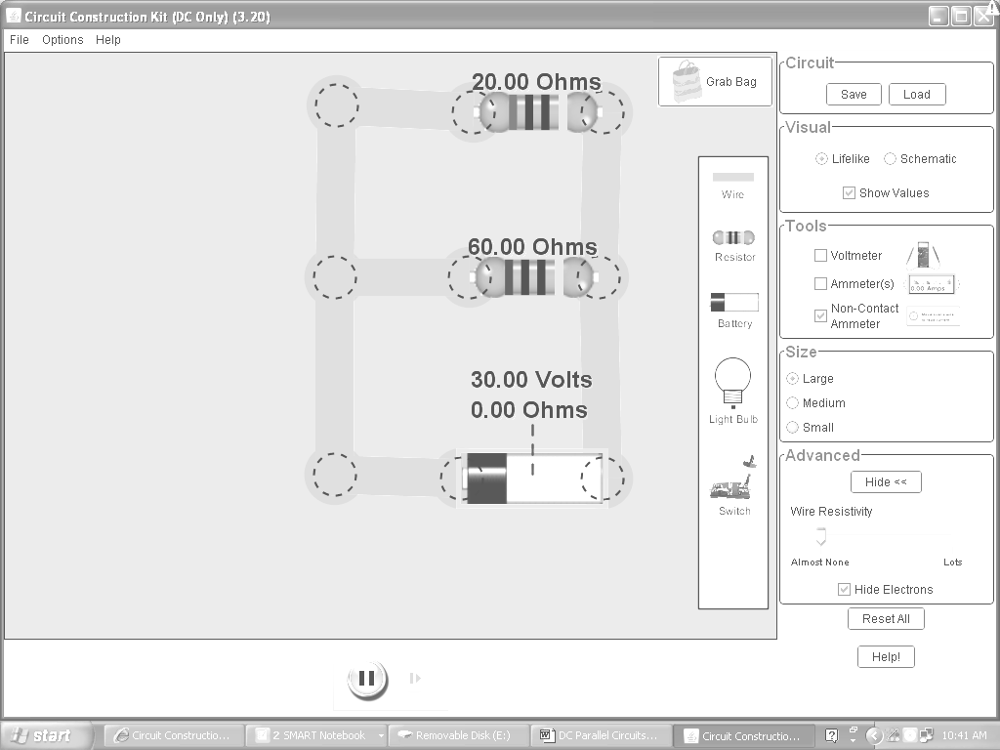 Circuit Construction Kit (DC Only) (3.20)
File Options Help
20.00 Ohms
60.00 Ohms
30.00 Volts
0.00 Ohms
Grab Bag
Wire
Resistor
Battery
Light Bulb
Switch
Circuit
Save Load
Visual
Lifelike Schematic
Show Values
Tools
Voltmeter
Ammeter(s)
0.00 Amps
Non-Contact
Ammeter
Size
Large
Medium
Small
Advanced
Hide <<
Wire Resistivity
Almost None Lots
Hide Electrons
Reset All
Help!
start Circuit Constructio... 2 SMART Notebook Removable Disk (E:) DC Parallel Circuits... Circuit Constructio... 10:41 AM